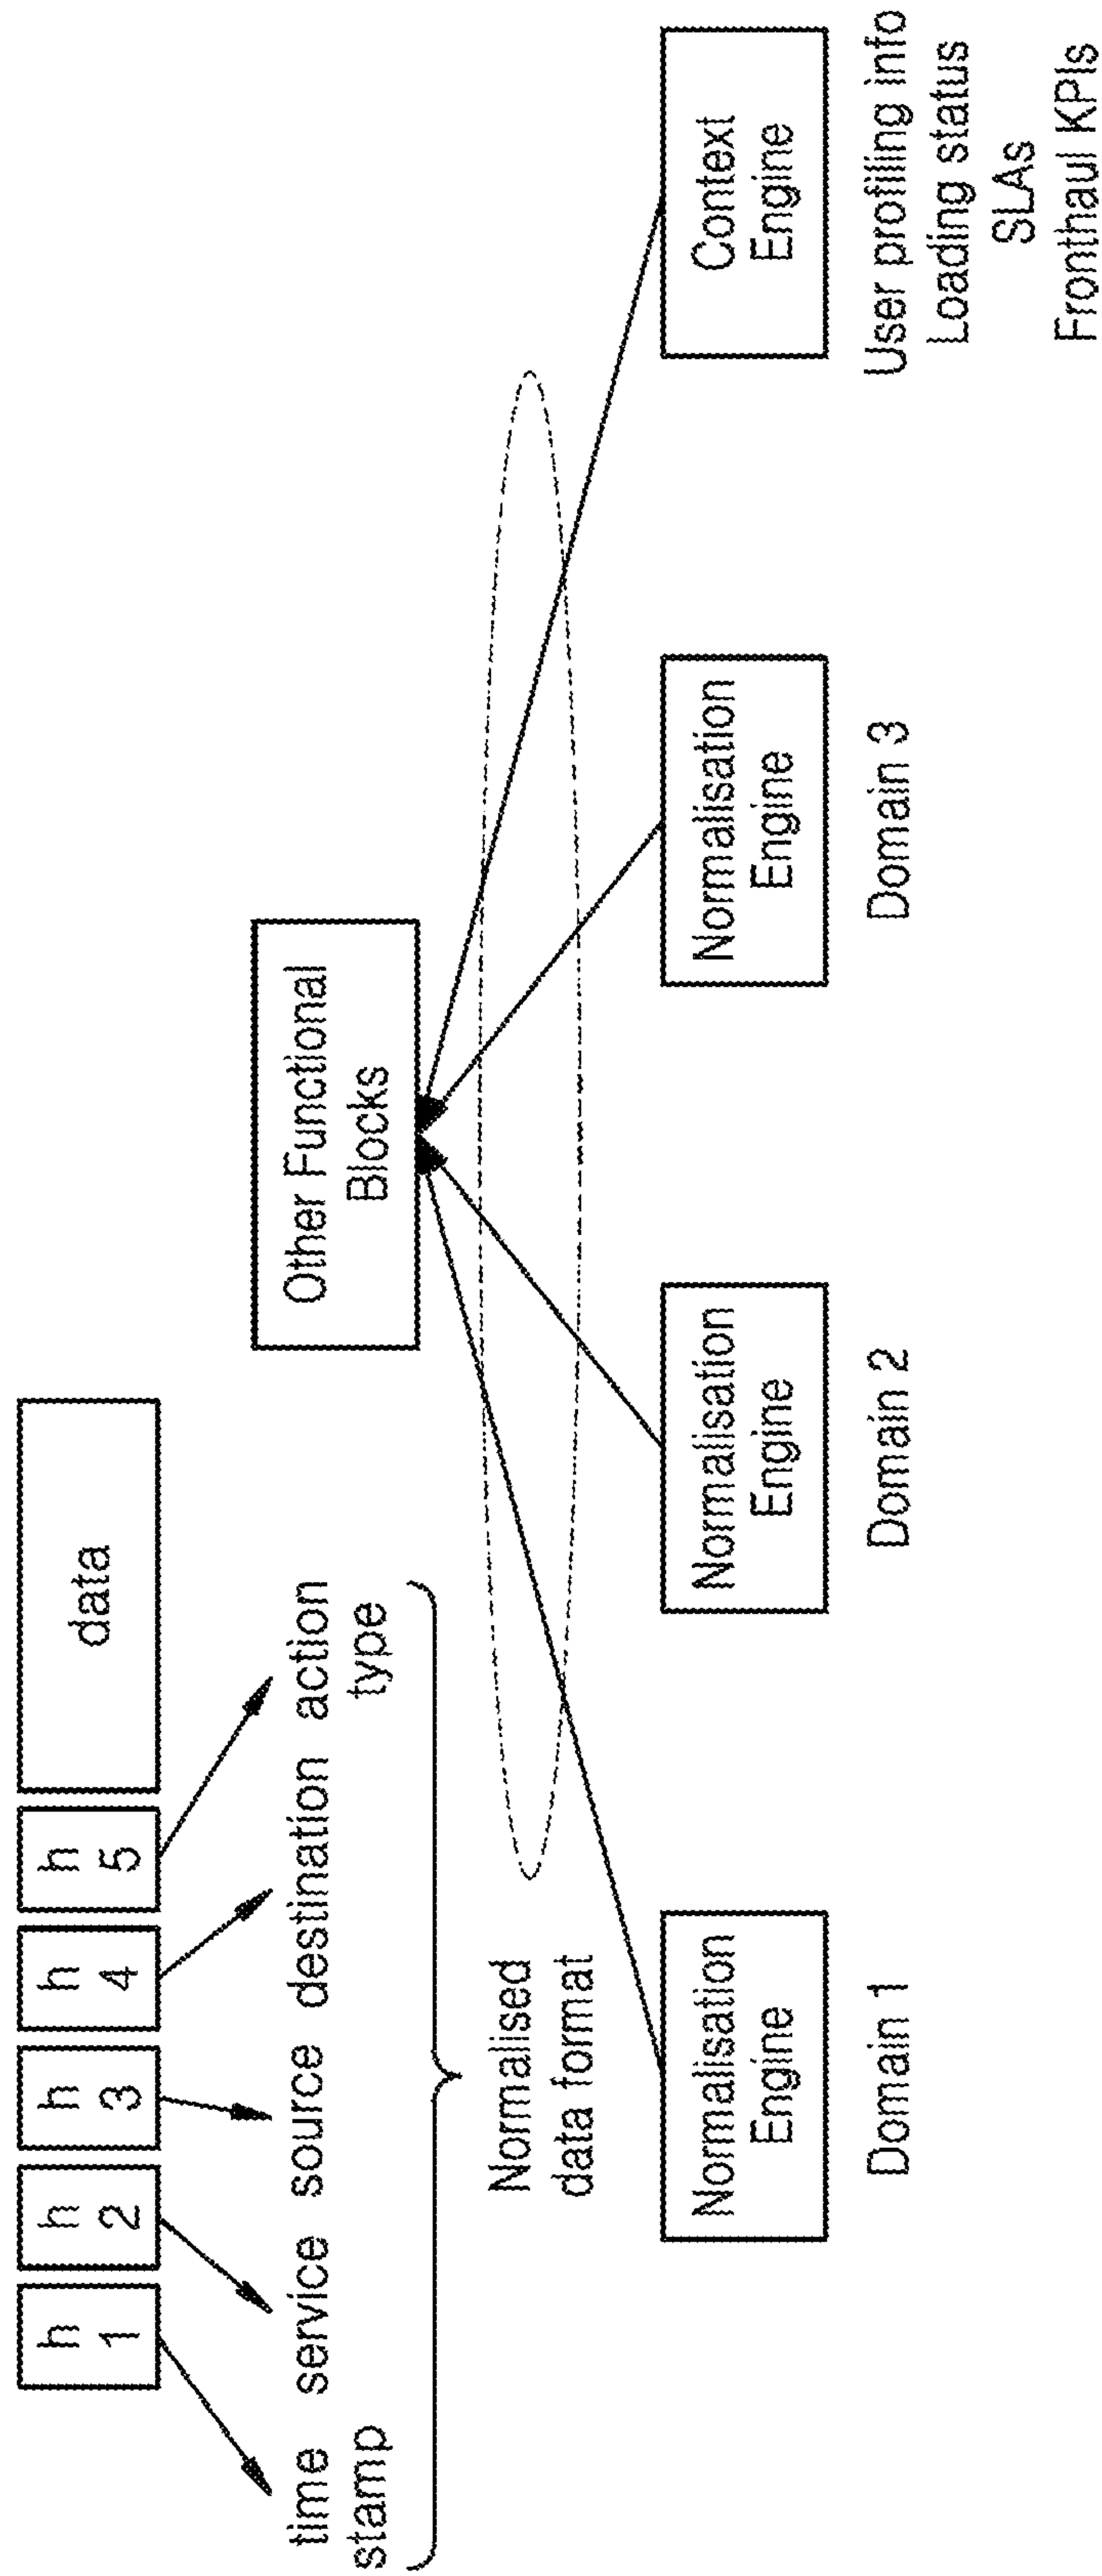 h
1
h
2
h
3
h
4
h
5
data
time
stamp
service
source
destination
action
type
Normalised
data format
Other Functional
Blocks
Normalisation
Engine
Domain 1
Normalisation
Engine
Domain 2
Normalisation
Engine
Domain 3
Context
Engine
User profiling info
Loading status
SLAs
Fronthaul KPIs